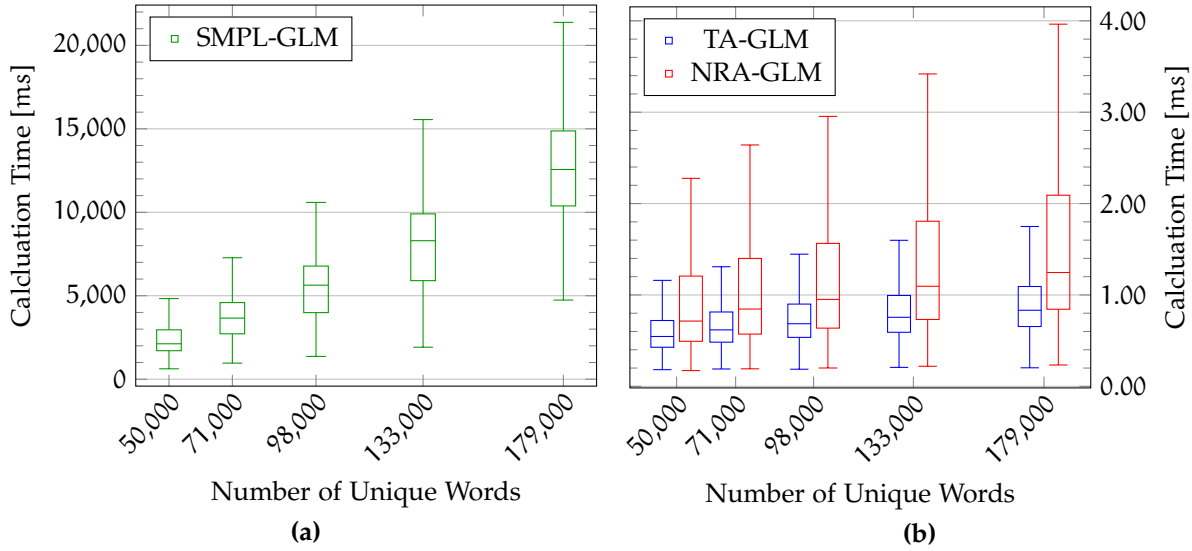 SMPL-GLM
20,000
15,000
10,000
5,000
0
Calcluation Time [ms]
50,000
71,000
98,000
133,000
179,000
Number of Unique Words
(a)
TA-GLM
NRA-GLM
4.00
3.00
2.00
1.00
0.00
Calcluation Time [ms]
50,000
71,000
98,000
133,000
179,000
Number of Unique Words
(b)